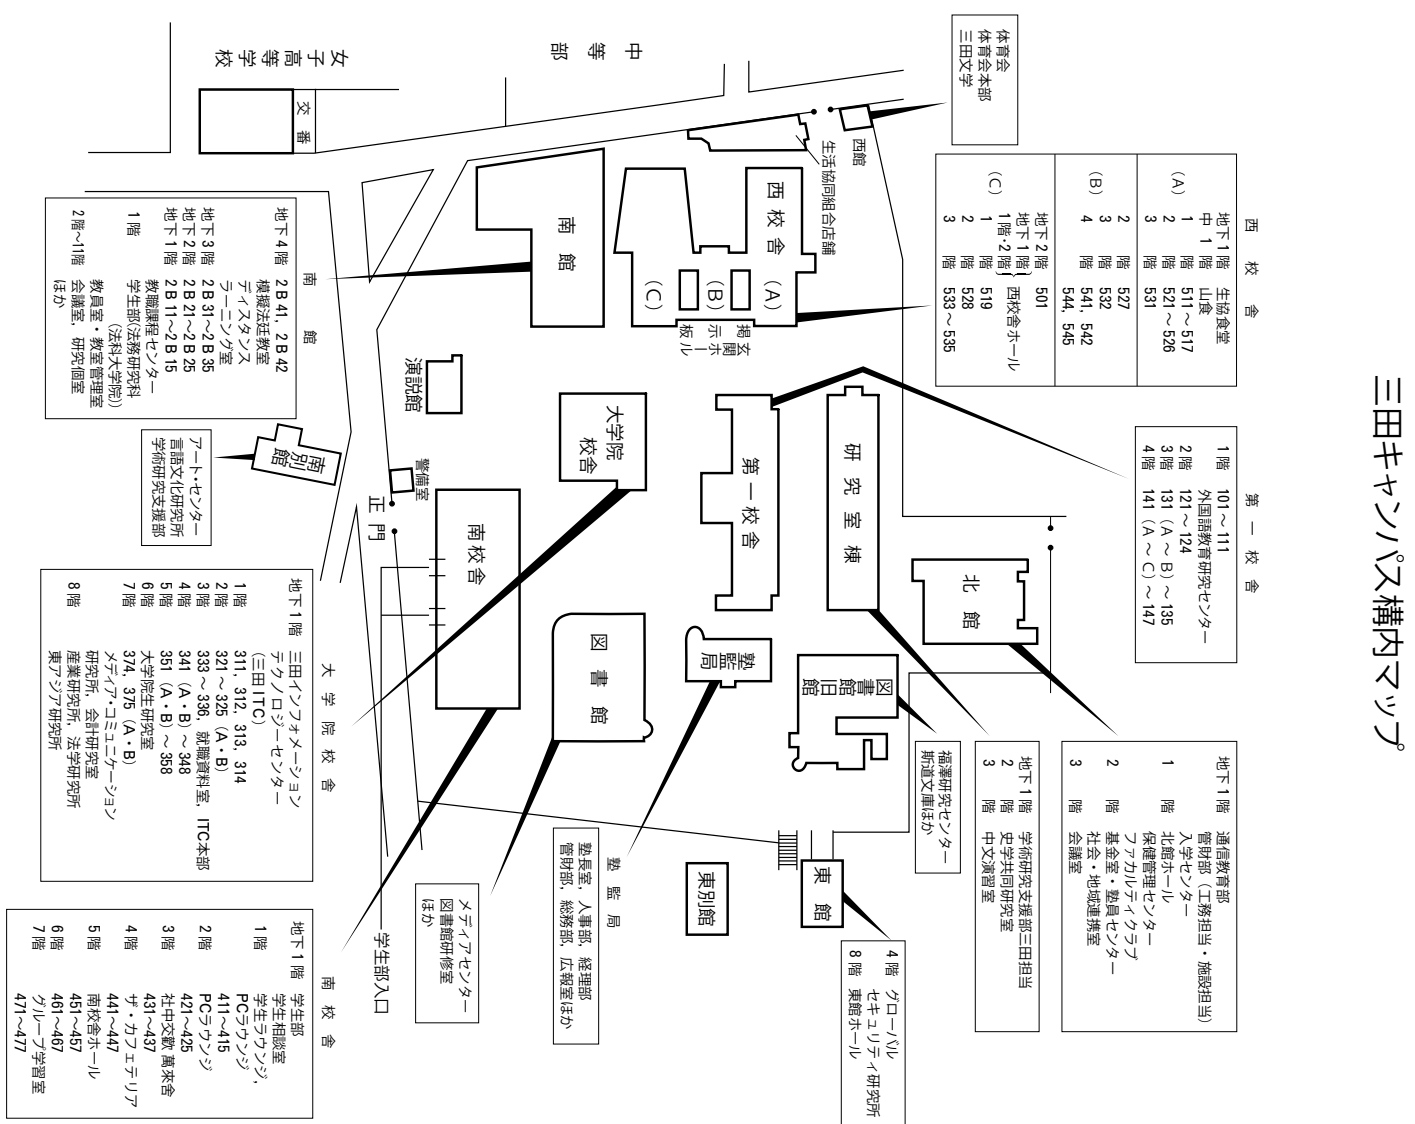 三田キャンパス構内マップ
女子高等学校
中等部
交番
体育会
体育会本部
三田文学
西館
生活協同組合店舗
西校舎
(A)
(B)
(C)
掲示板
玄関ホール
南館
演説館
大学院校舎
第一校舎
研究室棟
北館
警備室
正門
南校舎
図書館
塾監局
図書館旧館
南別館
東別館
東館
学生部入口
西校舎
(A) 地下1階 生協食堂
中1階 山食
1階 511～517
2階 521～526
3階 531
(B) 2階 527
3階 532
4階 541, 542
544, 545
(C) 地下2階 501
地下1階
1階・2階 } 西校舎ホール
1階 519
2階 528
3階 533～535
第一校舎
1階 101～111
外国語教育研究センター
2階 121～124
3階 131（A～B）～135
4階 141（A～C）～147
地下1階 通信教育部
管財部（工務担当・施設担当）
入学センター
1階 北館ホール
保健管理センター
ファカルティクラブ
2階 基金室・塾員センター
社会・地域連携室
3階 会議室
地下1階 学術研究支援部三田担当
2階 史学共同研究室
3階 中文演習室
福澤研究センター
斯道文庫ほか
4階 グローバル
セキュリティ研究所
8階 東館ホール
塾監局
塾長室，人事部，経理部
管財部，総務部，広報室ほか
メディアセンター
図書館研修室
ほか
南館
地下4階 2B41, 2B42
模擬法廷教室
ディスタンス
ラーニング室
地下3階 2B31～2B35
地下2階 2B21～2B25
地下1階 2B11～2B15
教職課程センター
1階 学生部(法務研究科
(法科大学院))
教員室・教室管理室
2階～11階 会議室，研究個室
ほか
アート・センター
言語文化研究所
学術研究支援部
大学院校舎
地下1階 三田インフォメーション
テクノロジーセンター
（三田ITC）
1階 311, 312, 313, 314
2階 321～325（A・B）
3階 333～336，就職資料室，ITC本部
4階 341（A・B）～348
5階 351（A・B）～358
6階 大学院生研究室
7階 374, 375（A・B）
メディア・コミュニケーション
研究所，会計研究室
8階 産業研究所，法学研究所
東アジア研究所
南校舎
地下1階 学生部
学生相談室
1階 学生ラウンジ，
PCラウンジ
411～415
2階 PCラウンジ
421～425
3階 社中交歡 萬來舎
431～437
4階 ザ・カフェテリア
441～447
5階 南校舎ホール
451～457
6階 461～467
7階 グループ学習室
471～477